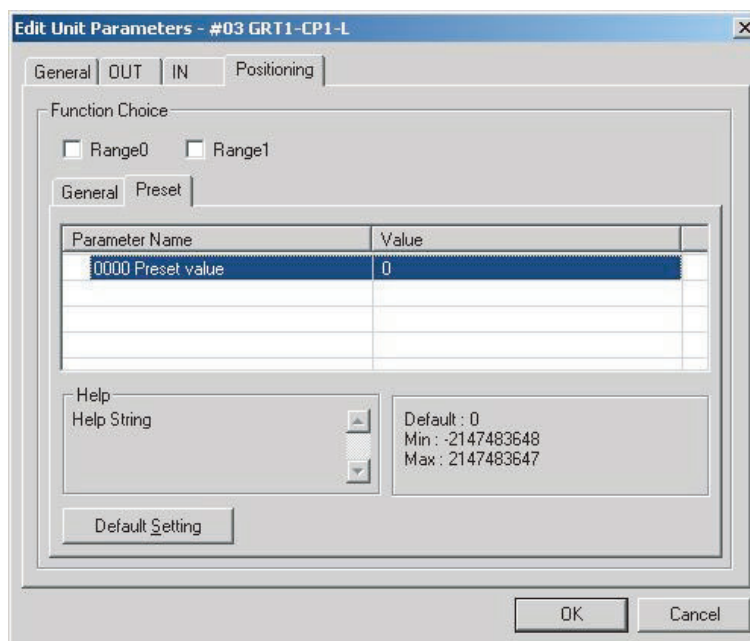 Edit Unit Parameters - #03 GRT1-CP1-L
General OUT IN Positioning
Function Choice
Range0 Range1
General Preset
Parameter Name Value
0000 Preset value 0
Help
Help String
Default : 0
Min : -2147483648
Max : 2147483647
Default Setting
OK Cancel